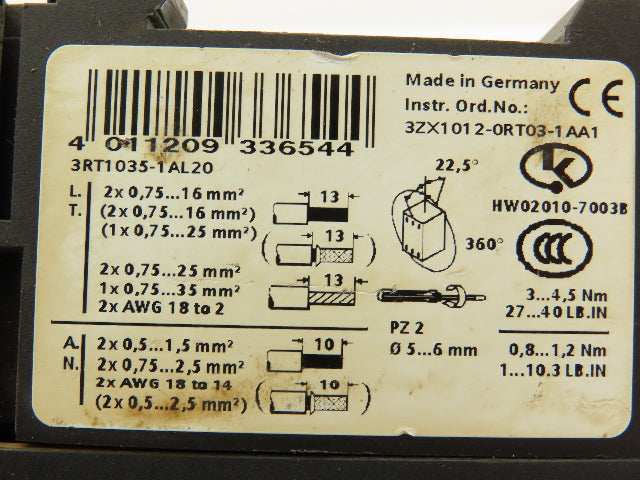 4 011209 336544
3RT1035-1AL20
Made in Germany
Instr. Ord.No.:
3ZX1012-0RT03-1AA1
CE
L. 2x 0,75...16 mm²
T. (2x 0,75...16 mm²)
(1x 0,75...25 mm²)
2x 0,75...25 mm²
1x 0,75...35 mm²
2x AWG 18 to 2
13
13
13
22,5°
360°
HW02010-7003B
CCC
3...4,5 Nm
27...40 LB.IN
A. 2x 0,5...1,5 mm²
N. 2x 0,75...2,5 mm²
2x AWG 18 to 14
(2x 0,5...2,5 mm²)
10
10
PZ 2
Ø 5...6 mm
0,8...1,2 Nm
1...10.3 LB.IN